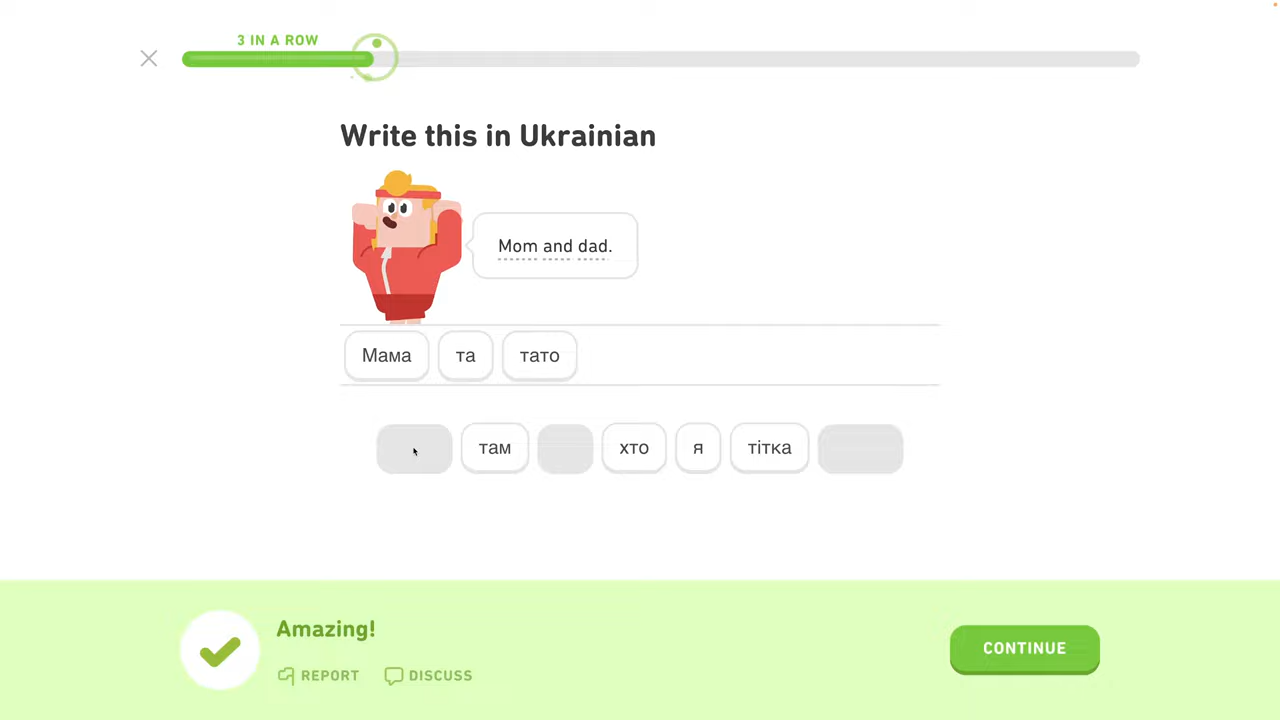 3 IN A ROW
Write this in Ukrainian
Mom and dad.
Мама та тато
там хто я тітка
Amazing!
REPORT DISCUSS
CONTINUE